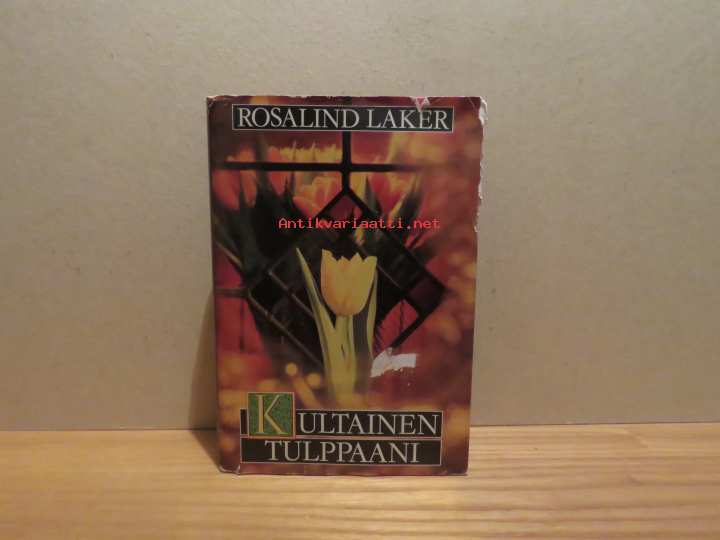 ROSALIND LAKER
Antikvariaatti.net
KULTAINEN
TULPPAANI